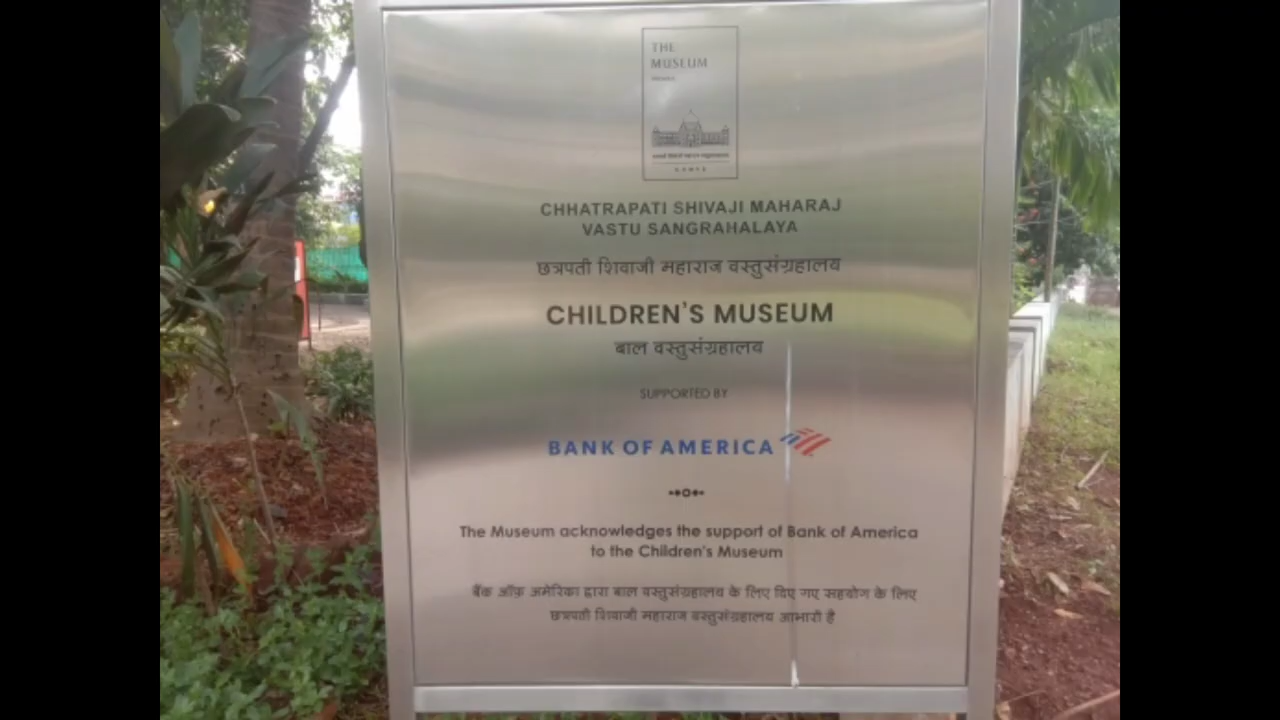 THE
MUSEUM
MUMBAI
CHHATRAPATI SHIVAJI MAHARAJ
VASTU SANGRAHALAYA
छत्रपती शिवाजी महाराज वस्तुसंग्रहालय
CHILDREN'S MUSEUM
बाल वस्तुसंग्रहालय
SUPPORTED BY
BANK OF AMERICA
The Museum acknowledges the support of Bank of America
to the Children's Museum
बैंक ऑफ़ अमेरिका द्वारा बाल वस्तुसंग्रहालय के लिए दिए गए सहयोग के लिए
छत्रपती शिवाजी महाराज वस्तुसंग्रहालय आभारी है